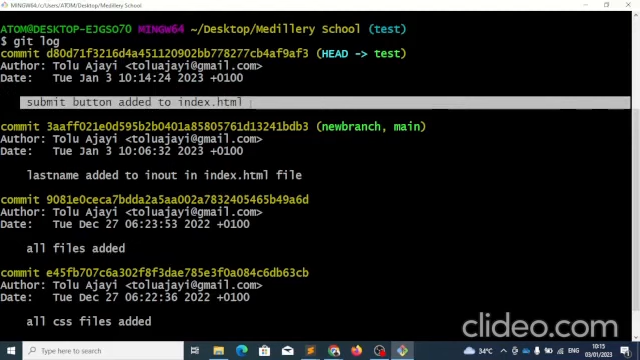 MINGW64:/c/Users/ATOM/Desktop/Medillery School
ATOM@DESKTOP-EJGSO70 MINGW64 ~/Desktop/Medillery School (test)
$ git log
commit d80d71f3216d4a451120902bb778277cb4af9af3 (HEAD -> test)
Author: Tolu Ajayi <toluajayi@gmail.com>
Date:   Tue Jan 3 10:14:24 2023 +0100
submit button added to index.html
commit 3aaff021e0d595b2b0401a85805761d13241bdb3 (newbranch, main)
Author: Tolu Ajayi <toluajayi@gmail.com>
Date:   Tue Jan 3 10:06:32 2023 +0100
lastname added to inout in index.html file
commit 9081e0ceca7bdda2a5aa002a7832405465b49a6d
Author: Tolu Ajayi <toluajayi@gmail.com>
Date:   Tue Dec 27 06:23:53 2022 +0100
all files added
commit e45fb707c6a302f8f3dae785e3f0a084c6db63cb
Author: Tolu Ajayi <toluajayi@gmail.com>
Date:   Tue Dec 27 06:22:36 2022 +0100
all css files added
clideo.com
Type here to search
34°C
ENG
10:15
03/01/2023